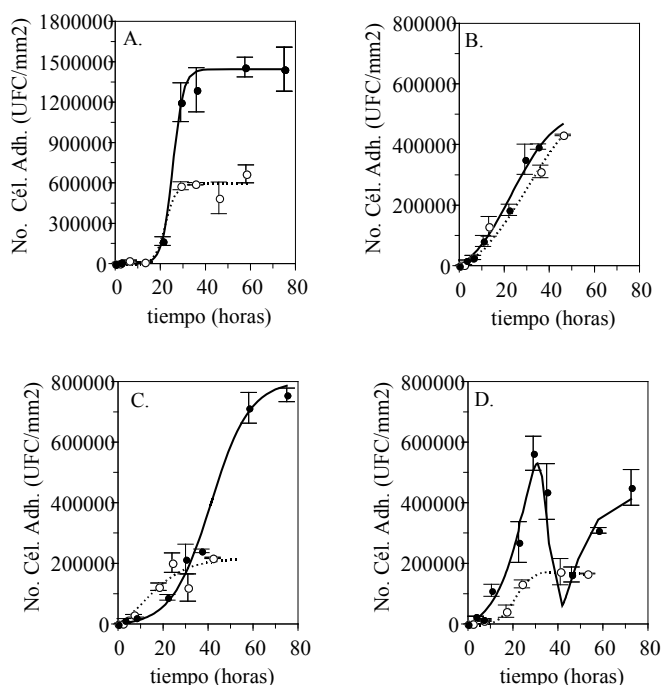 A.
No. Cél. Adh. (UFC/mm2)
1800000
1500000
1200000
900000
600000
300000
0
0 20 40 60 80
tiempo (horas)
B.
No. Cél. Adh. (UFC/mm2)
800000
600000
400000
200000
0
0 20 40 60 80
tiempo (horas)
C.
No. Cél. Adh. (UFC/mm2)
800000
600000
400000
200000
0
0 20 40 60 80
tiempo (horas)
D.
No. Cél. Adh. (UFC/mm2)
800000
600000
400000
200000
0
0 20 40 60 80
tiempo (horas)